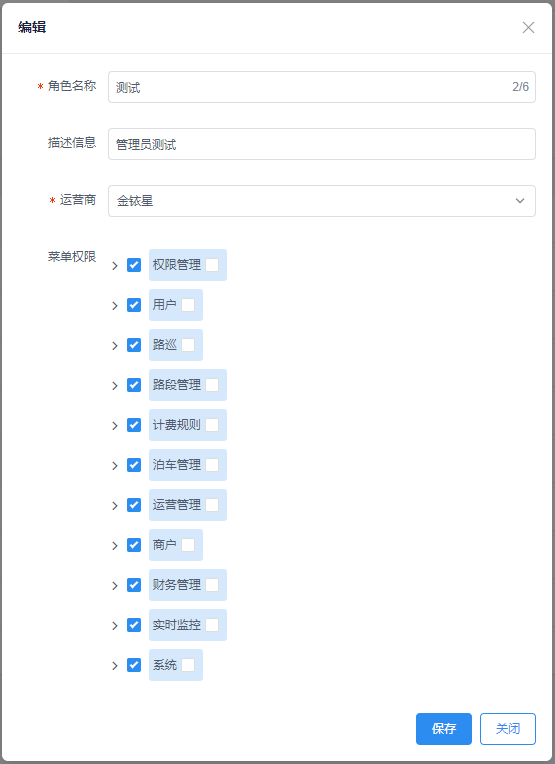 编辑
* 角色名称 测试 2/6
描述信息 管理员测试
* 运营商 金铱星
菜单权限
权限管理
用户
路巡
路段管理
计费规则
泊车管理
运营管理
商户
财务管理
实时监控
系统
保存 关闭